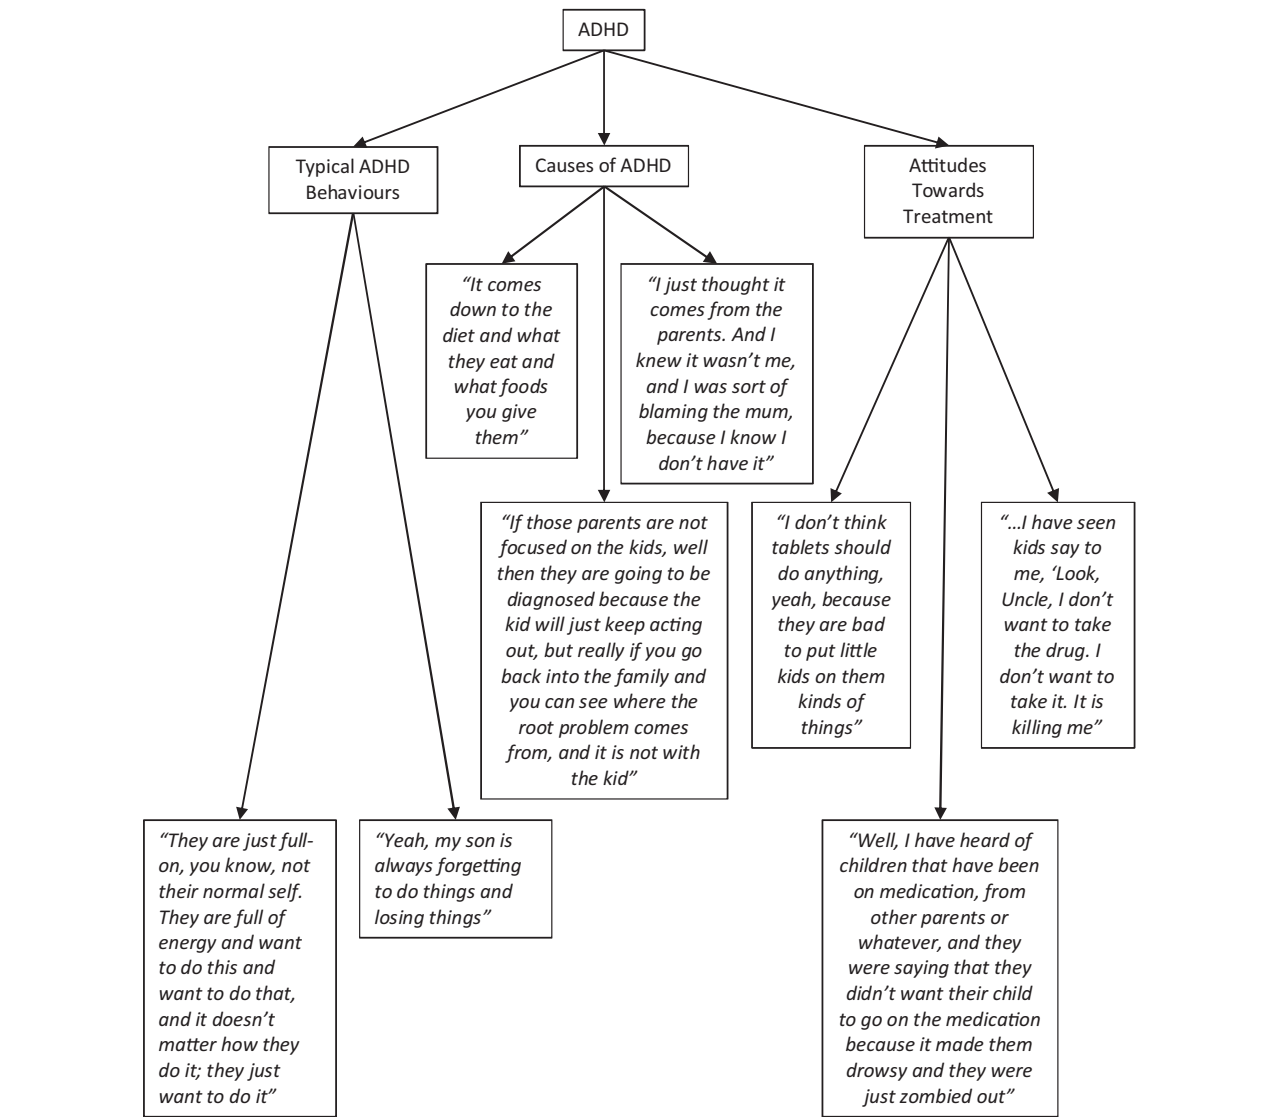 ADHD
Typical ADHD
Behaviours
Causes of ADHD
Attitudes
Towards
Treatment
“It comes
down to the
diet and what
they eat and
what foods
you give
them”
“I just thought it
comes from the
parents. And I
knew it wasn’t me,
and I was sort of
blaming the mum,
because I know I
don’t have it”
“If those parents are not
focused on the kids, well
then they are going to be
diagnosed because the
kid will just keep acting
out, but really if you go
back into the family and
you can see where the
root problem comes
from, and it is not with
the kid”
“I don’t think
tablets should
do anything,
yeah, because
they are bad
to put little
kids on them
kinds of
things”
“…I have seen
kids say to
me, ‘Look,
Uncle, I don’t
want to take
the drug. I
don’t want to
take it. It is
killing me”
“They are just full-
on, you know, not
their normal self.
They are full of
energy and want
to do this and
want to do that,
and it doesn’t
matter how they
do it; they just
want to do it”
“Yeah, my son is
always forgetting
to do things and
losing things”
“Well, I have heard of
children that have been
on medication, from
other parents or
whatever, and they
were saying that they
didn’t want their child
to go on the medication
because it made them
drowsy and they were
just zombied out”